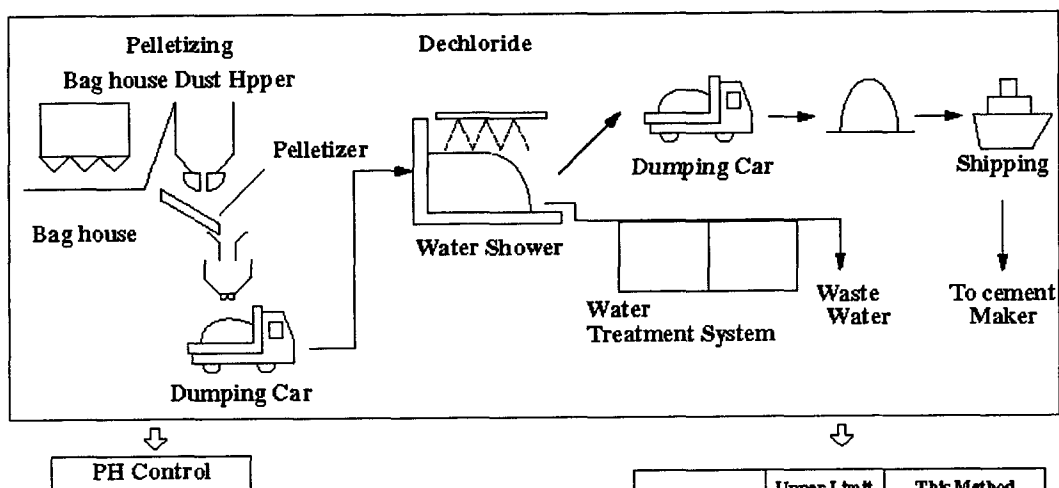 Pelletizing
Bag house Dust Hpper
Dechloride
Pelletizer
Bag house
Dumping Car
Water Shower
Dumping Car
Shipping
Water
Treatment System
Waste
Water
To cement
Maker
PH Control
Upper Limit
This Method